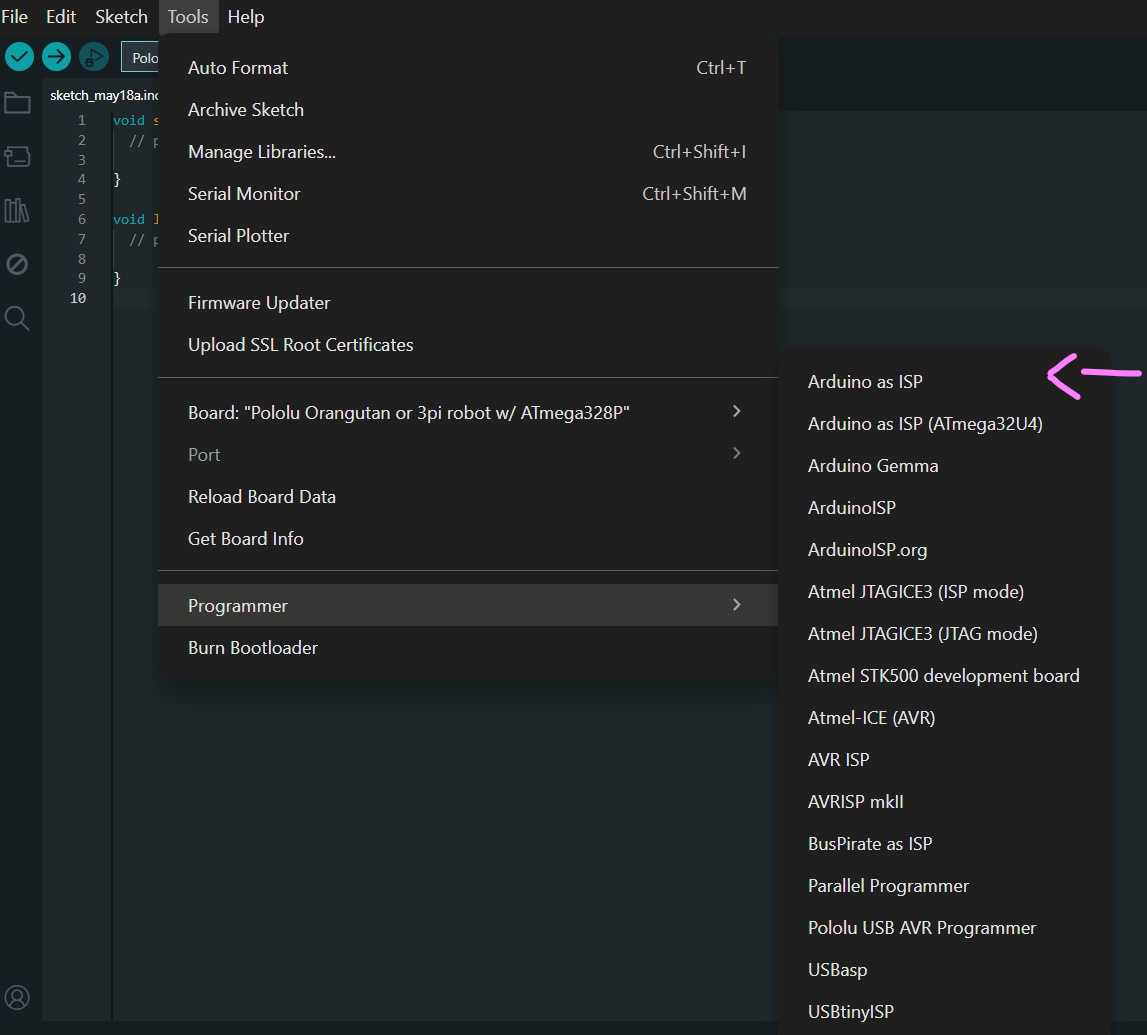 File Edit Sketch Tools Help
Polo
sketch_may18a.ino
1 void s
2 // p
3
4 }
5
6 void l
7 // p
8
9 }
10
Auto Format Ctrl+T
Archive Sketch
Manage Libraries... Ctrl+Shift+I
Serial Monitor Ctrl+Shift+M
Serial Plotter
Firmware Updater
Upload SSL Root Certificates
Board: "Pololu Orangutan or 3pi robot w/ ATmega328P"
Port
Reload Board Data
Get Board Info
Programmer
Burn Bootloader
Arduino as ISP
Arduino as ISP (ATmega32U4)
Arduino Gemma
ArduinoISP
ArduinoISP.org
Atmel JTAGICE3 (ISP mode)
Atmel JTAGICE3 (JTAG mode)
Atmel STK500 development board
Atmel-ICE (AVR)
AVR ISP
AVRISP mkII
BusPirate as ISP
Parallel Programmer
Pololu USB AVR Programmer
USBasp
USBtinyISP